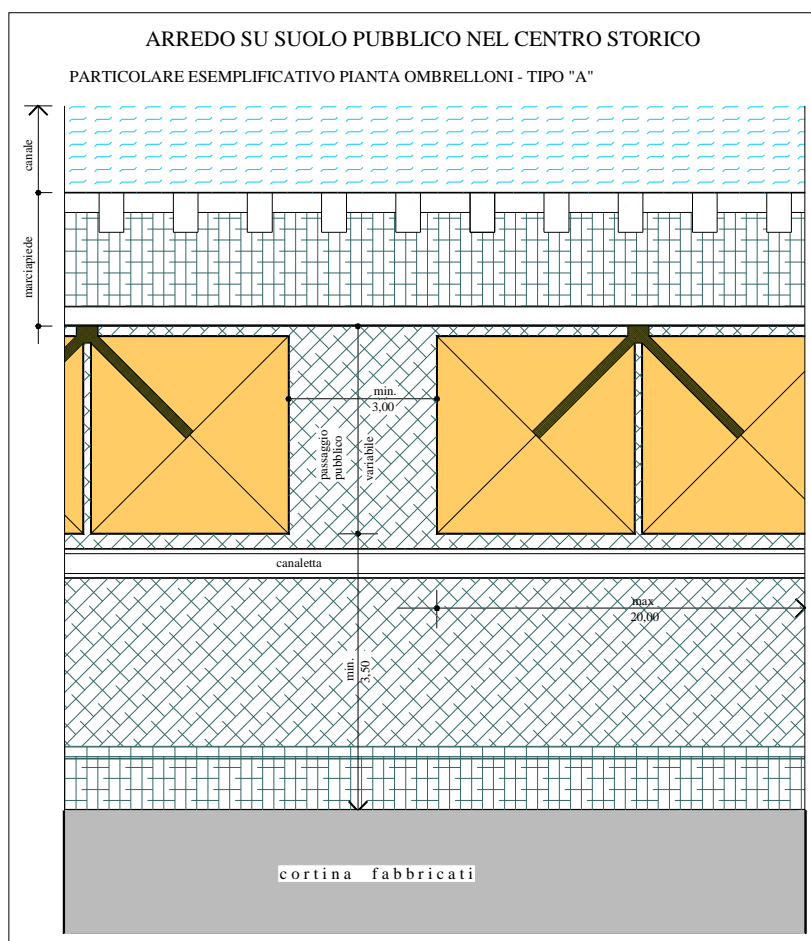 ARREDO SU SUOLO PUBBLICO NEL CENTRO STORICO
PARTICOLARE ESEMPLIFICATIVO PIANTA OMBRELLONI - TIPO "A"
canale
marciapiede
min.
3,00
passaggio
pubblico
variabile
canaletta
max
20,00
min.
3,50
cortina fabbricati